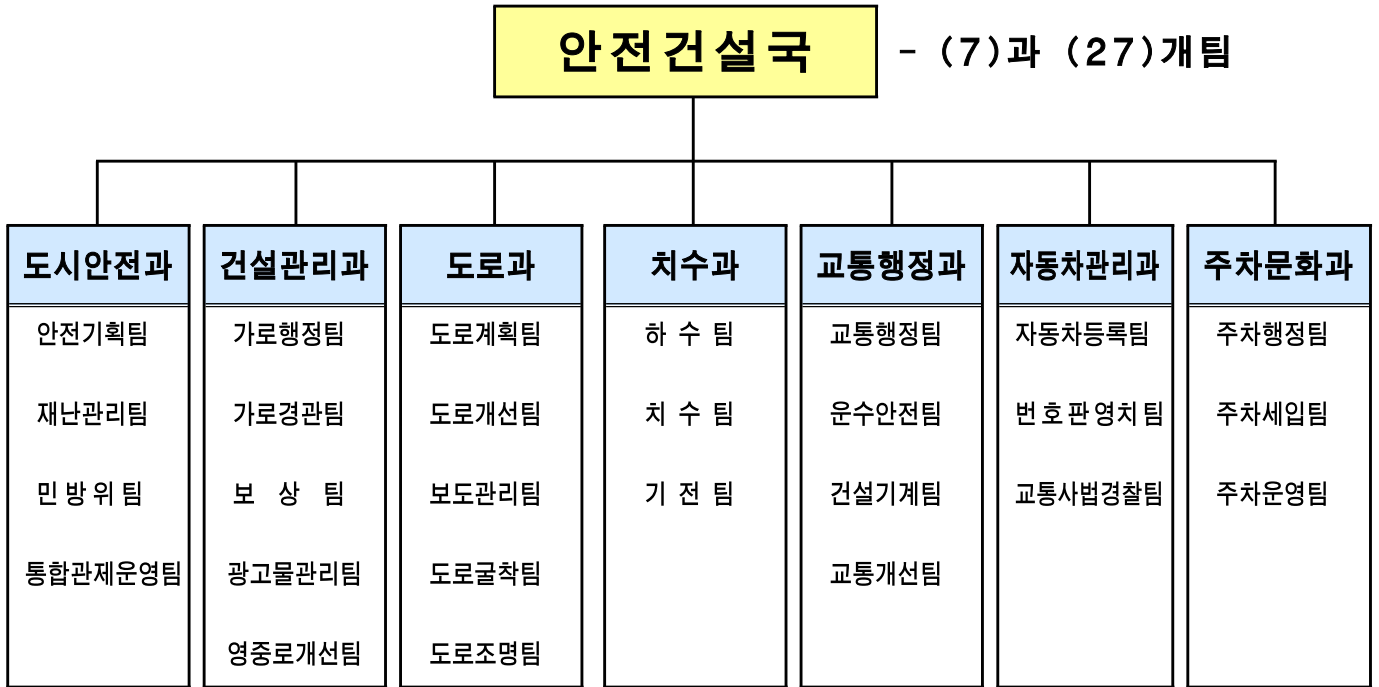 안전건설국 - (7)과 (27)개팀
도시안전과
안전기획팀
재난관리팀
민방위팀
통합관제운영팀
건설관리과
가로행정팀
가로경관팀
보 상 팀
광고물관리팀
영중로개선팀
도로과
도로계획팀
도로개선팀
보도관리팀
도로굴착팀
도로조명팀
치수과
하 수 팀
치 수 팀
기 전 팀
교통행정과
교통행정팀
운수안전팀
건설기계팀
교통개선팀
자동차관리과
자동차등록팀
번호판영치팀
교통사법경찰팀
주차문화과
주차행정팀
주차세입팀
주차운영팀